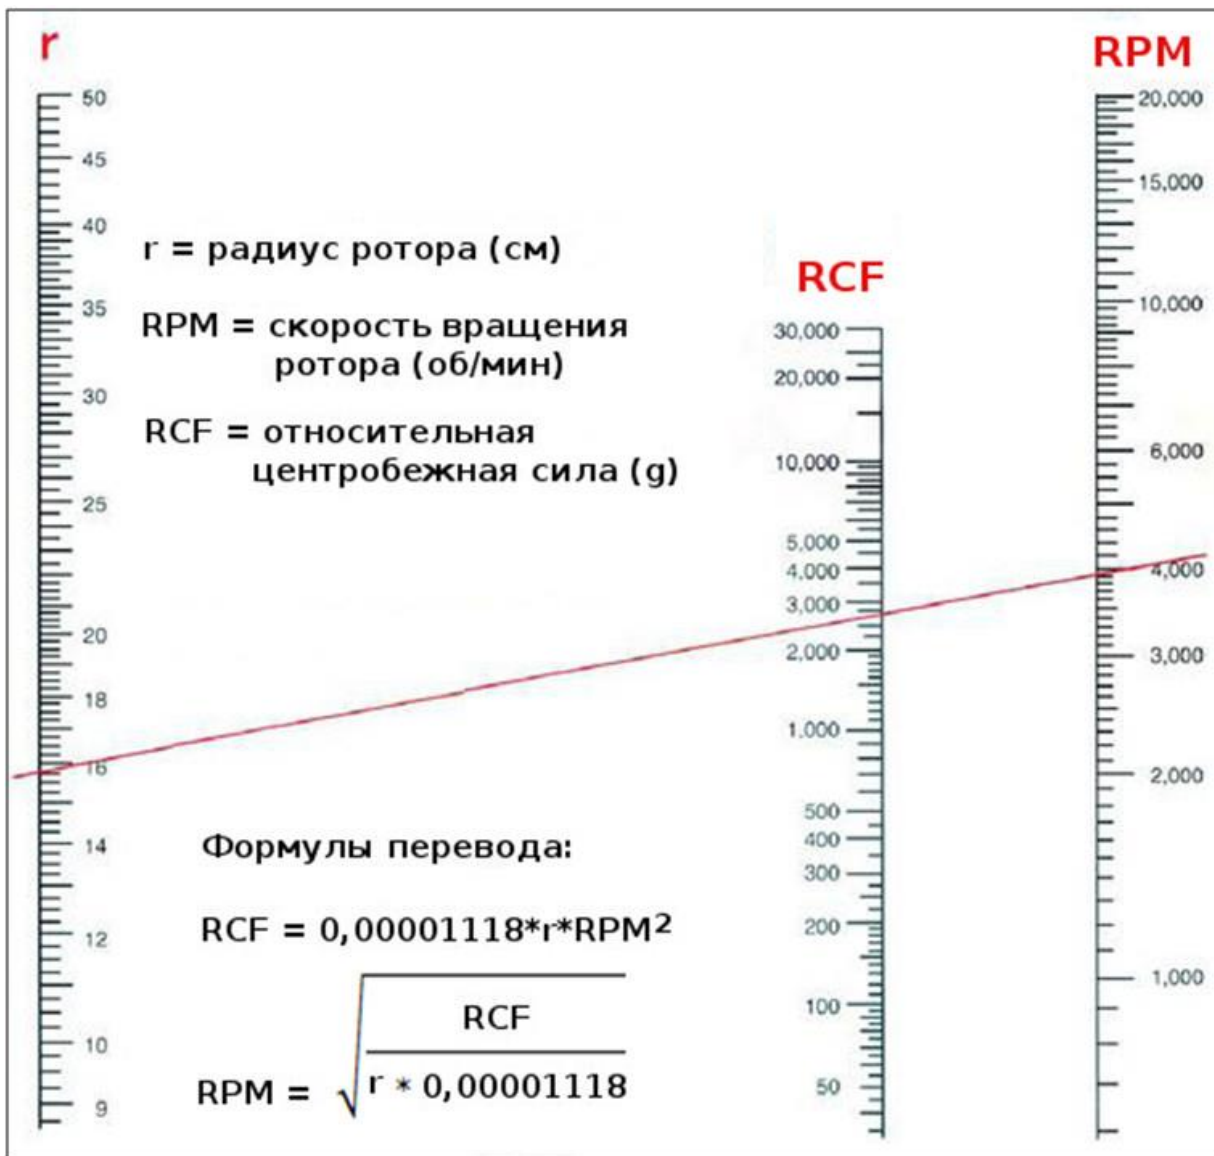 r
RPM
50
45
40
35
30
25
20
18
16
14
12
10
9
r = радиус ротора (см)
RPM = скорость вращения
ротора (об/мин)
RCF = относительная
центробежная сила (g)
RCF
30,000
20,000
10,000
5,000
4,000
3,000
2,000
1.000
500
400
300
200
100
50
20,000
15,000
10,000
6,000
4,000
3,000
2,000
1,000
Формулы перевода:
RCF = 0,00001118*r*RPM²
RPM = √
RCF
r * 0,00001118